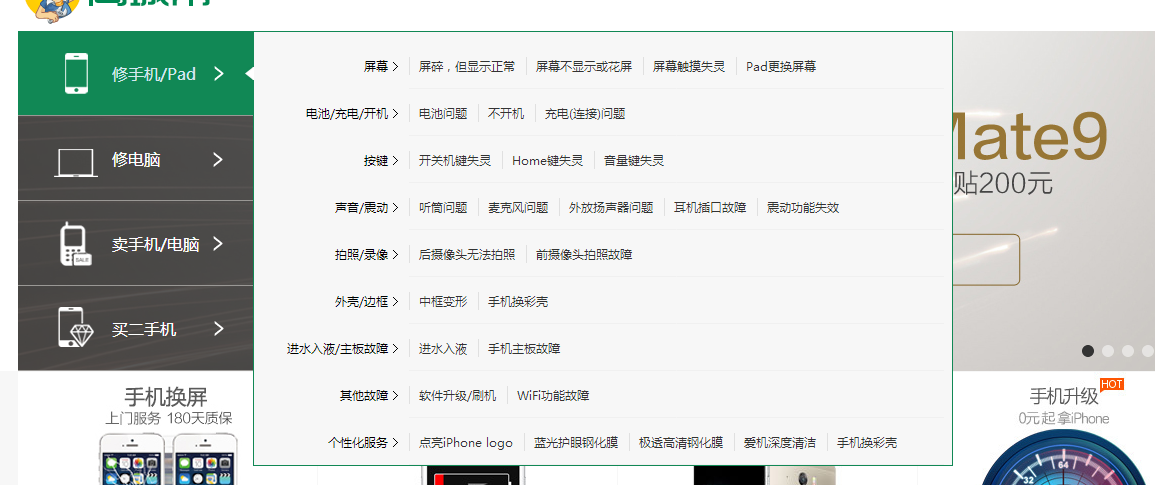 修手机/Pad
修电脑
卖手机/电脑
SALE
买二手机
屏幕 屏碎，但显示正常 屏幕不显示或花屏 屏幕触摸失灵 Pad更换屏幕
电池/充电/开机 电池问题 不开机 充电(连接)问题
按键 开关机键失灵 Home键失灵 音量键失灵
声音/震动 听筒问题 麦克风问题 外放扬声器问题 耳机插口故障 震动功能失效
拍照/录像 后摄像头无法拍照 前摄像头拍照故障
外壳/边框 中框变形 手机换彩壳
进水入液/主板故障 进水入液 手机主板故障
其他故障 软件升级/刷机 WiFi功能故障
个性化服务 点亮iPhone logo 蓝光护眼钢化膜 极透高清钢化膜 爱机深度清洁 手机换彩壳
Mate9
贴200元
手机换屏
上门服务 180天质保
手机升级 HOT
0元起拿iPhone
64
32